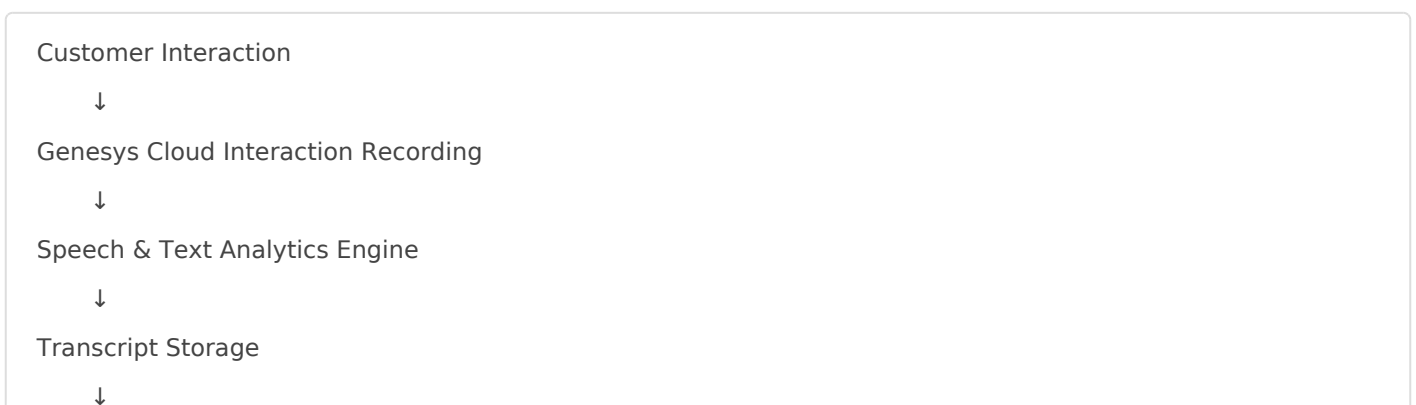 Customer Interaction
↓
Genesys Cloud Interaction Recording
↓
Speech & Text Analytics Engine
↓
Transcript Storage
↓